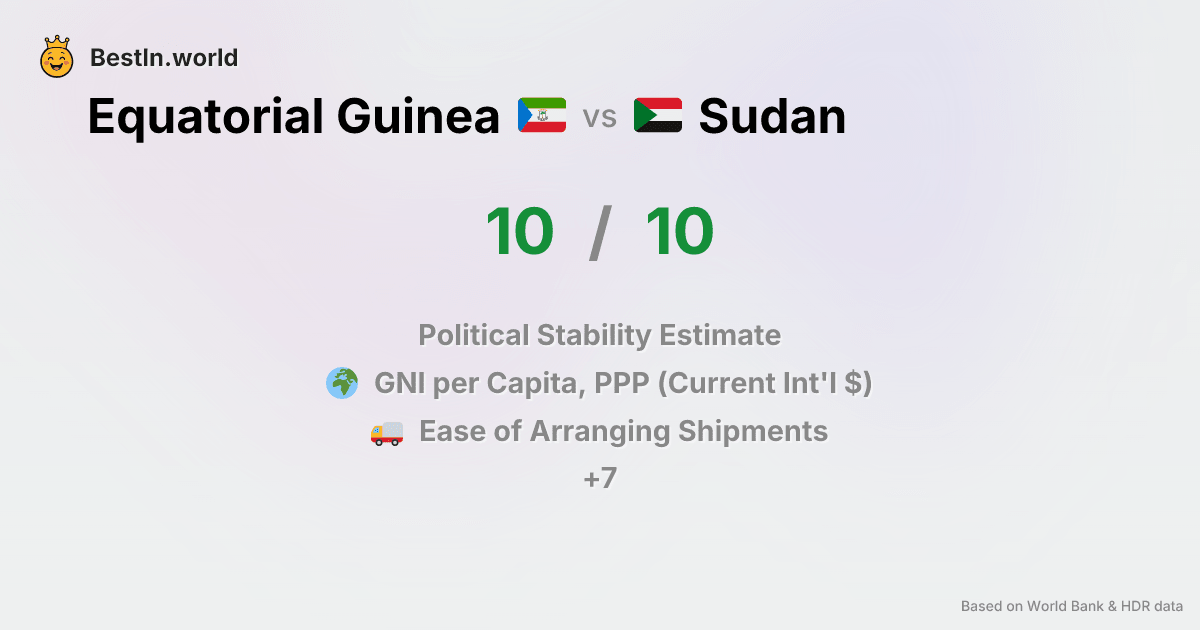 BestIn.world
Equatorial Guinea vs Sudan
10 / 10
Political Stability Estimate
GNI per Capita, PPP (Current Int'l $)
Ease of Arranging Shipments
+7
Based on World Bank & HDR data